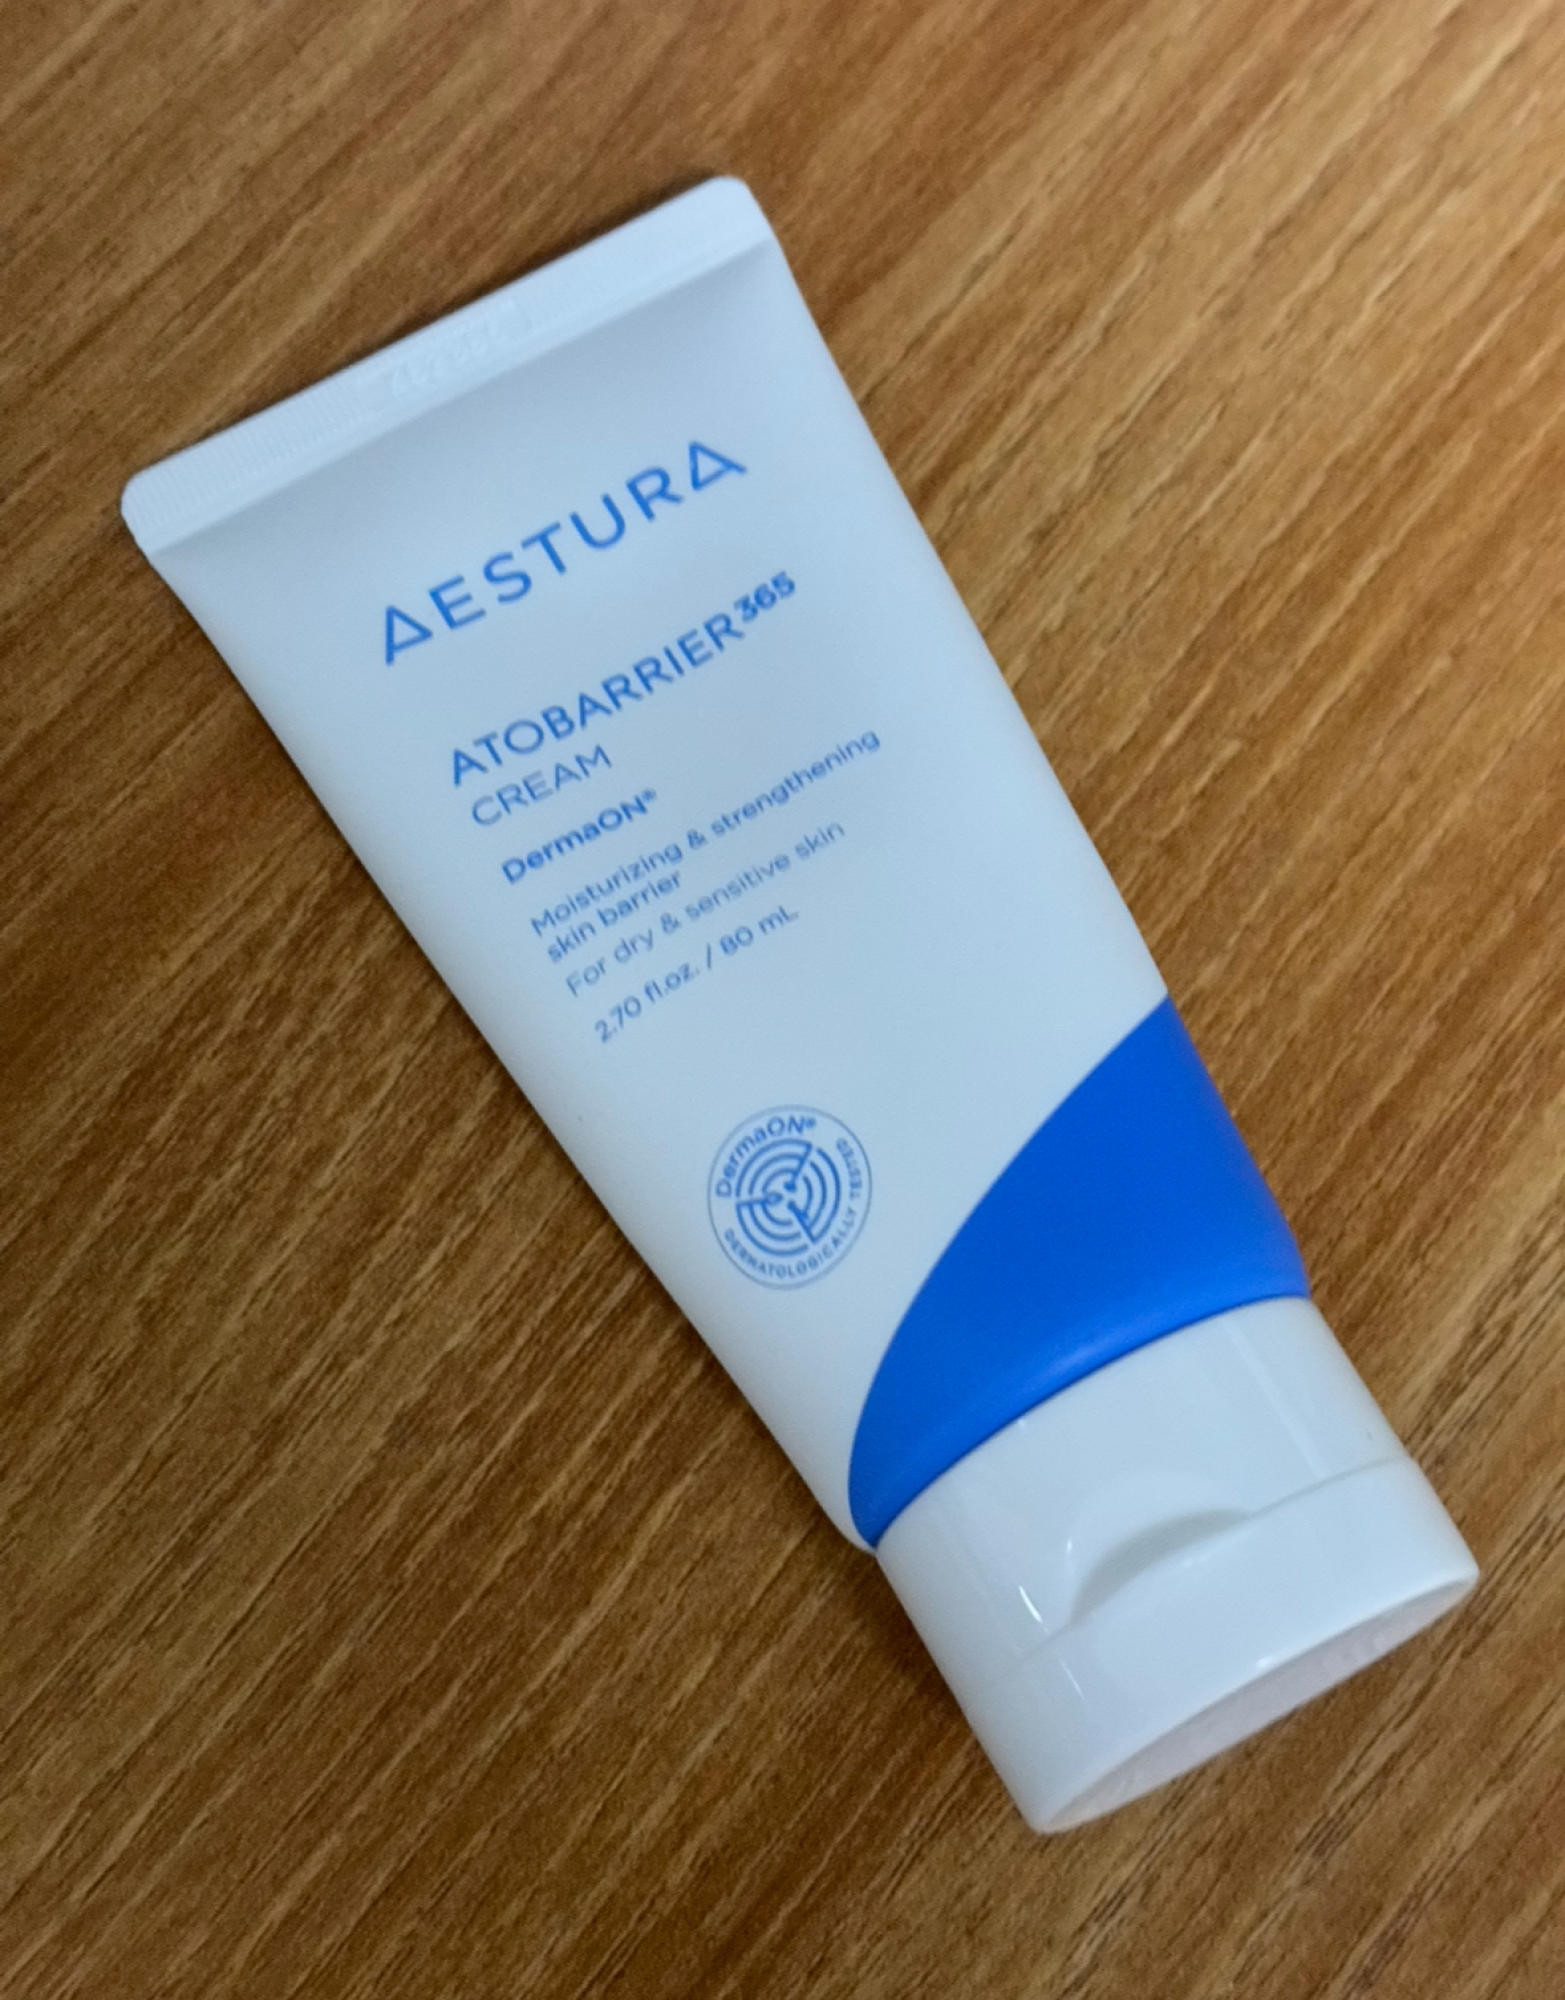 AESTURA
ATOBARRIER365
CREAM
DermaON®
Moisturizing & strengthening
skin barrier
For dry & sensitive skin
2.70 fl.oz. / 80 mL
DermaON®
DERMATOLOGICALLY TESTED